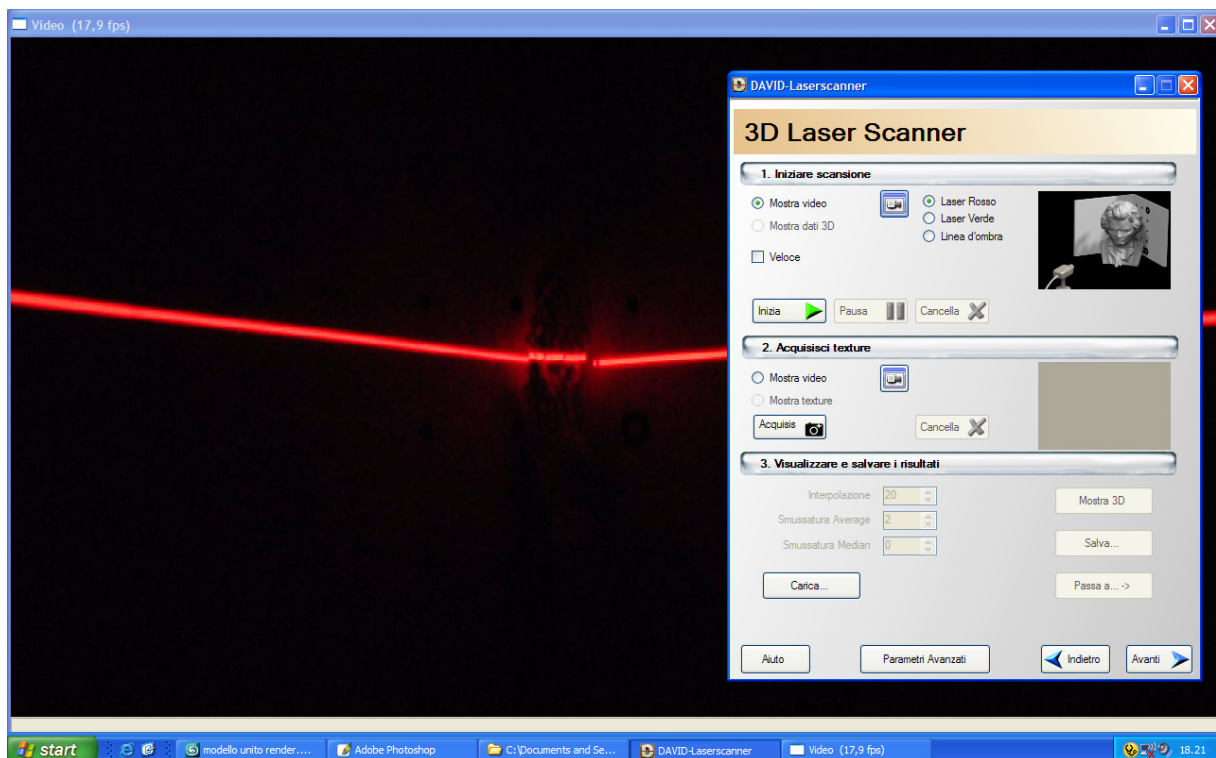 Video (17,9 fps)
DAVID-Laserscanner
3D Laser Scanner
1. Iniziare scansione
Mostra video
Laser Rosso
Laser Verde
Mostra dati 3D
Linea d'ombra
Veloce
Inizia
Pausa
Cancella
2. Acquisisci texture
Mostra video
Mostra texture
Acquisis
Cancella
3. Visualizzare e salvare i risultati
Interpolazione 20
Mostra 3D
Smussatura Average 2
Smussatura Median 0
Salva...
Carica...
Passa a... ->
Aiuto
Parametri Avanzati
Indietro
Avanti
start
modello unito render....
Adobe Photoshop
C:\Documents and Se...
DAVID-Laserscanner
Video (17,9 fps)
18.21